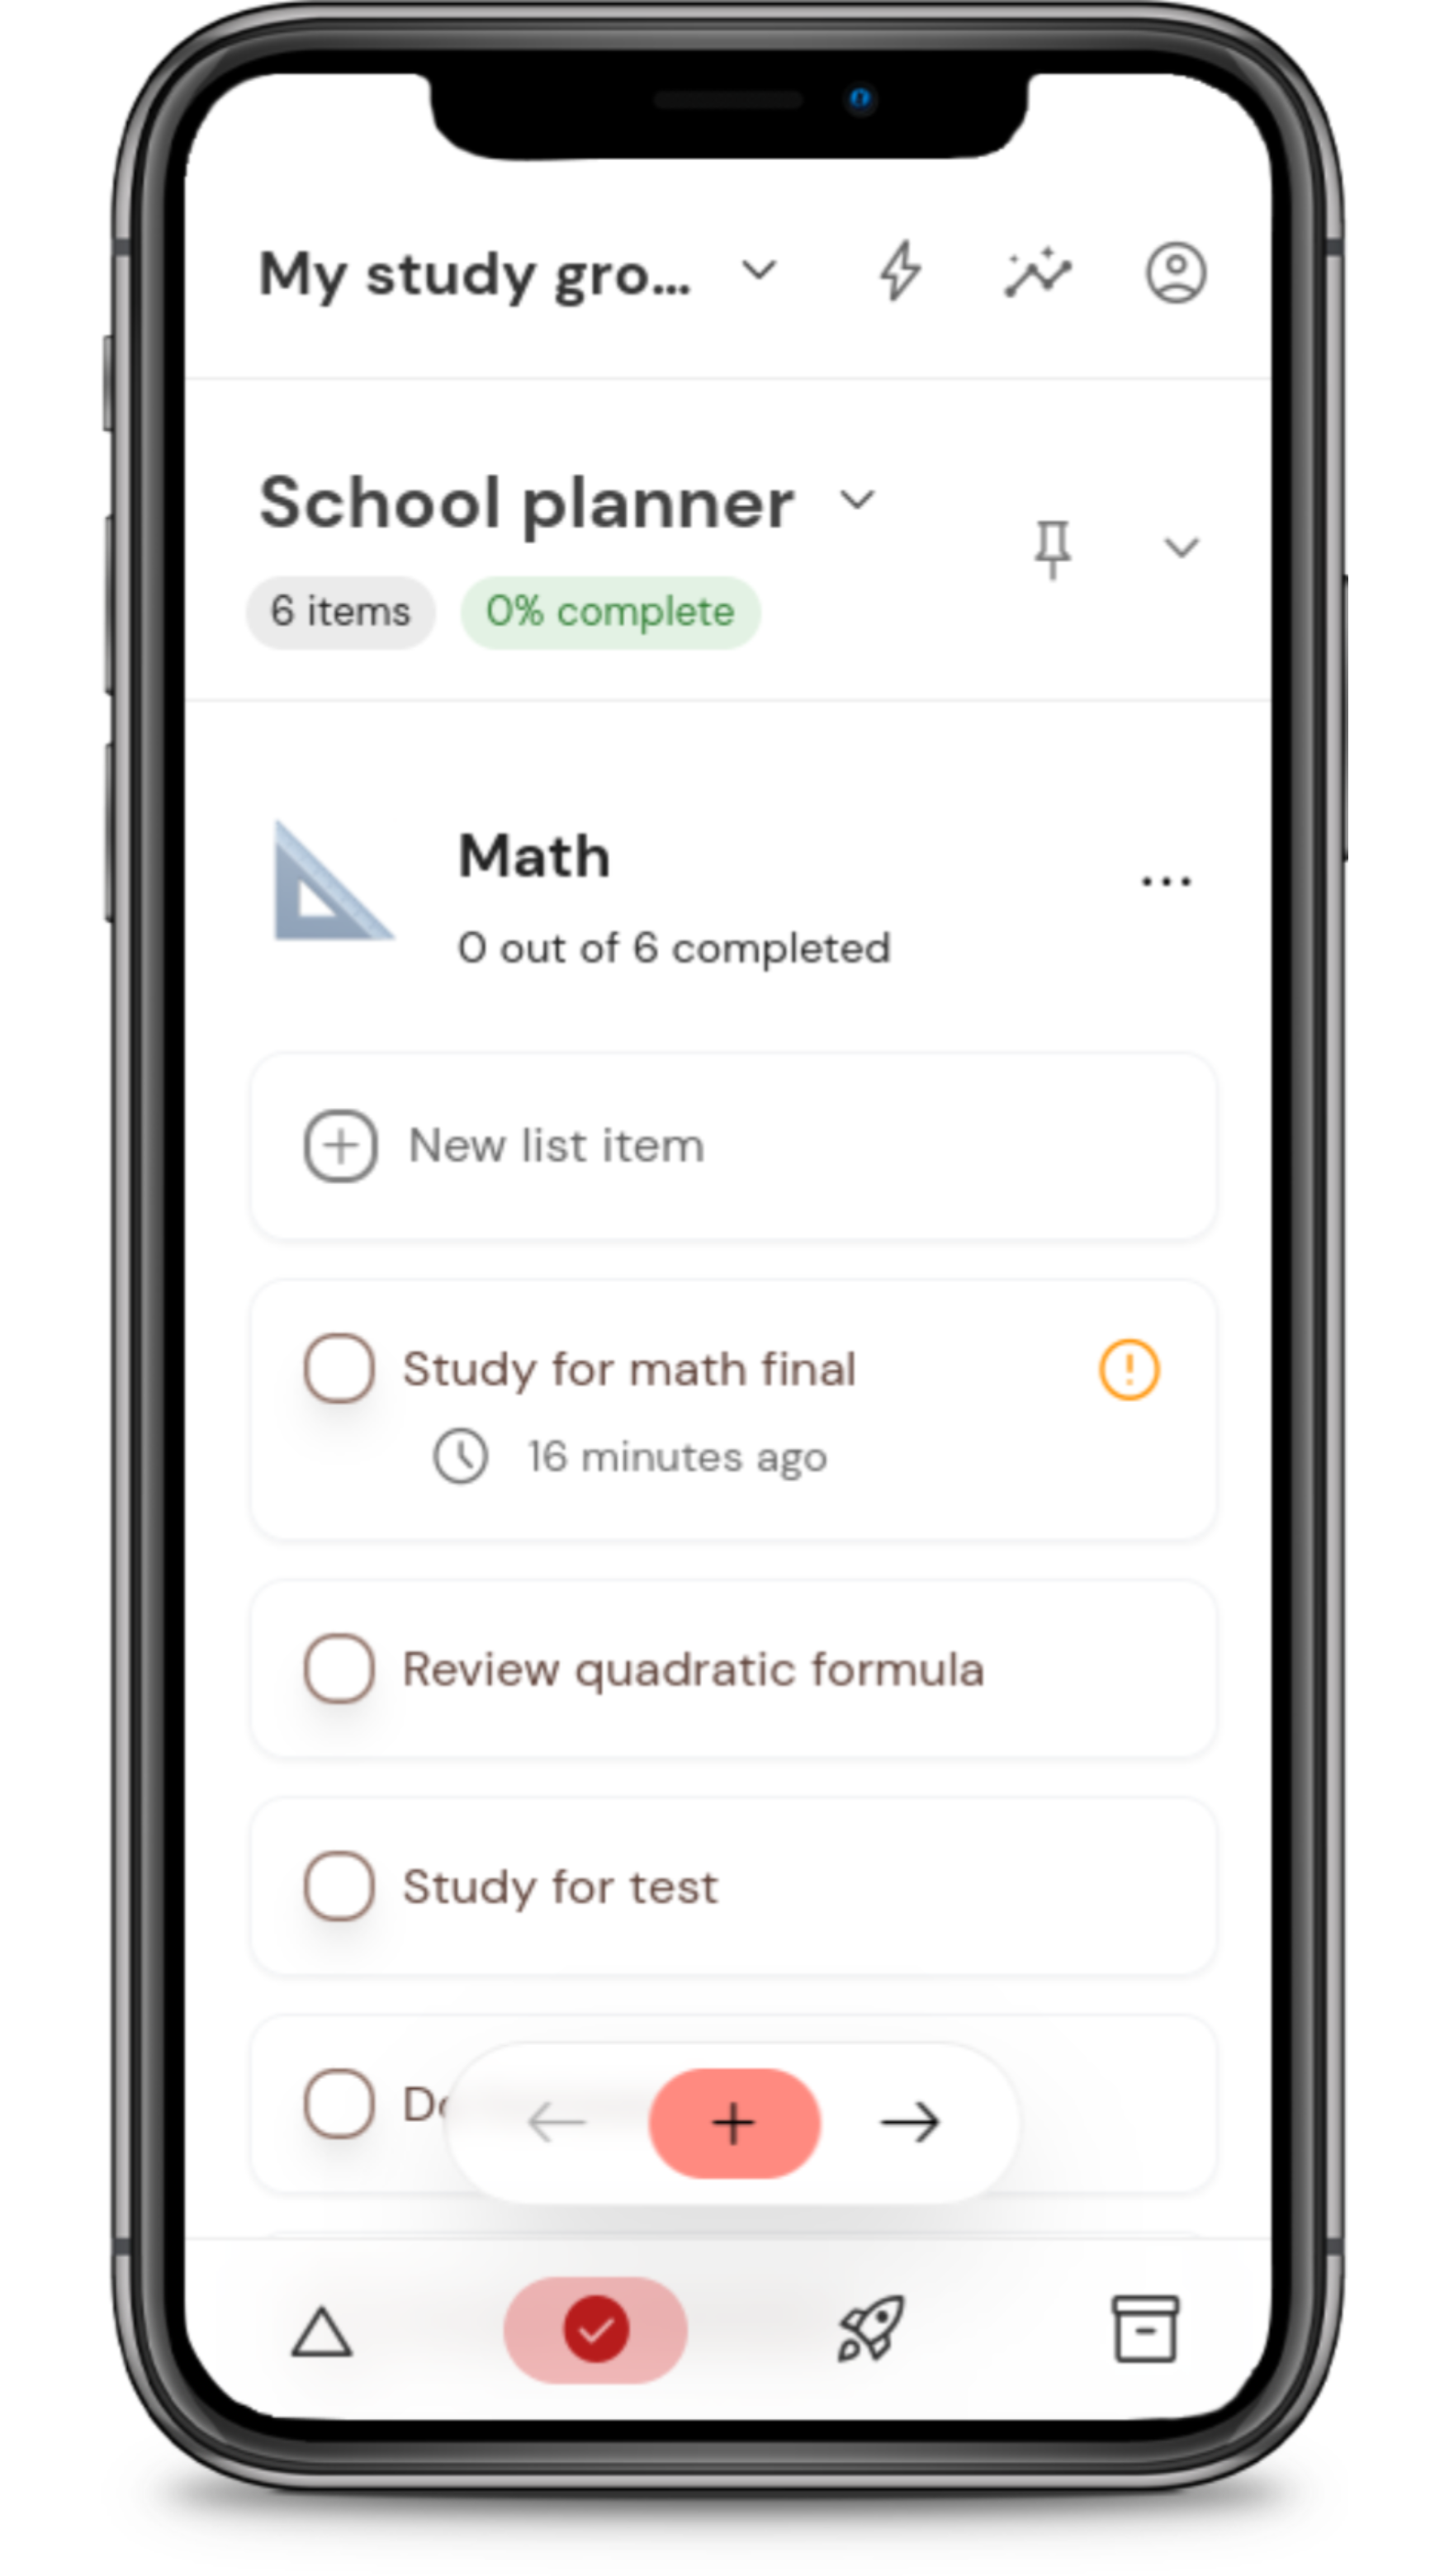 My study gro...
School planner
6 items 0% complete
Math
0 out of 6 completed
New list item
Study for math final
16 minutes ago
Review quadratic formula
Study for test